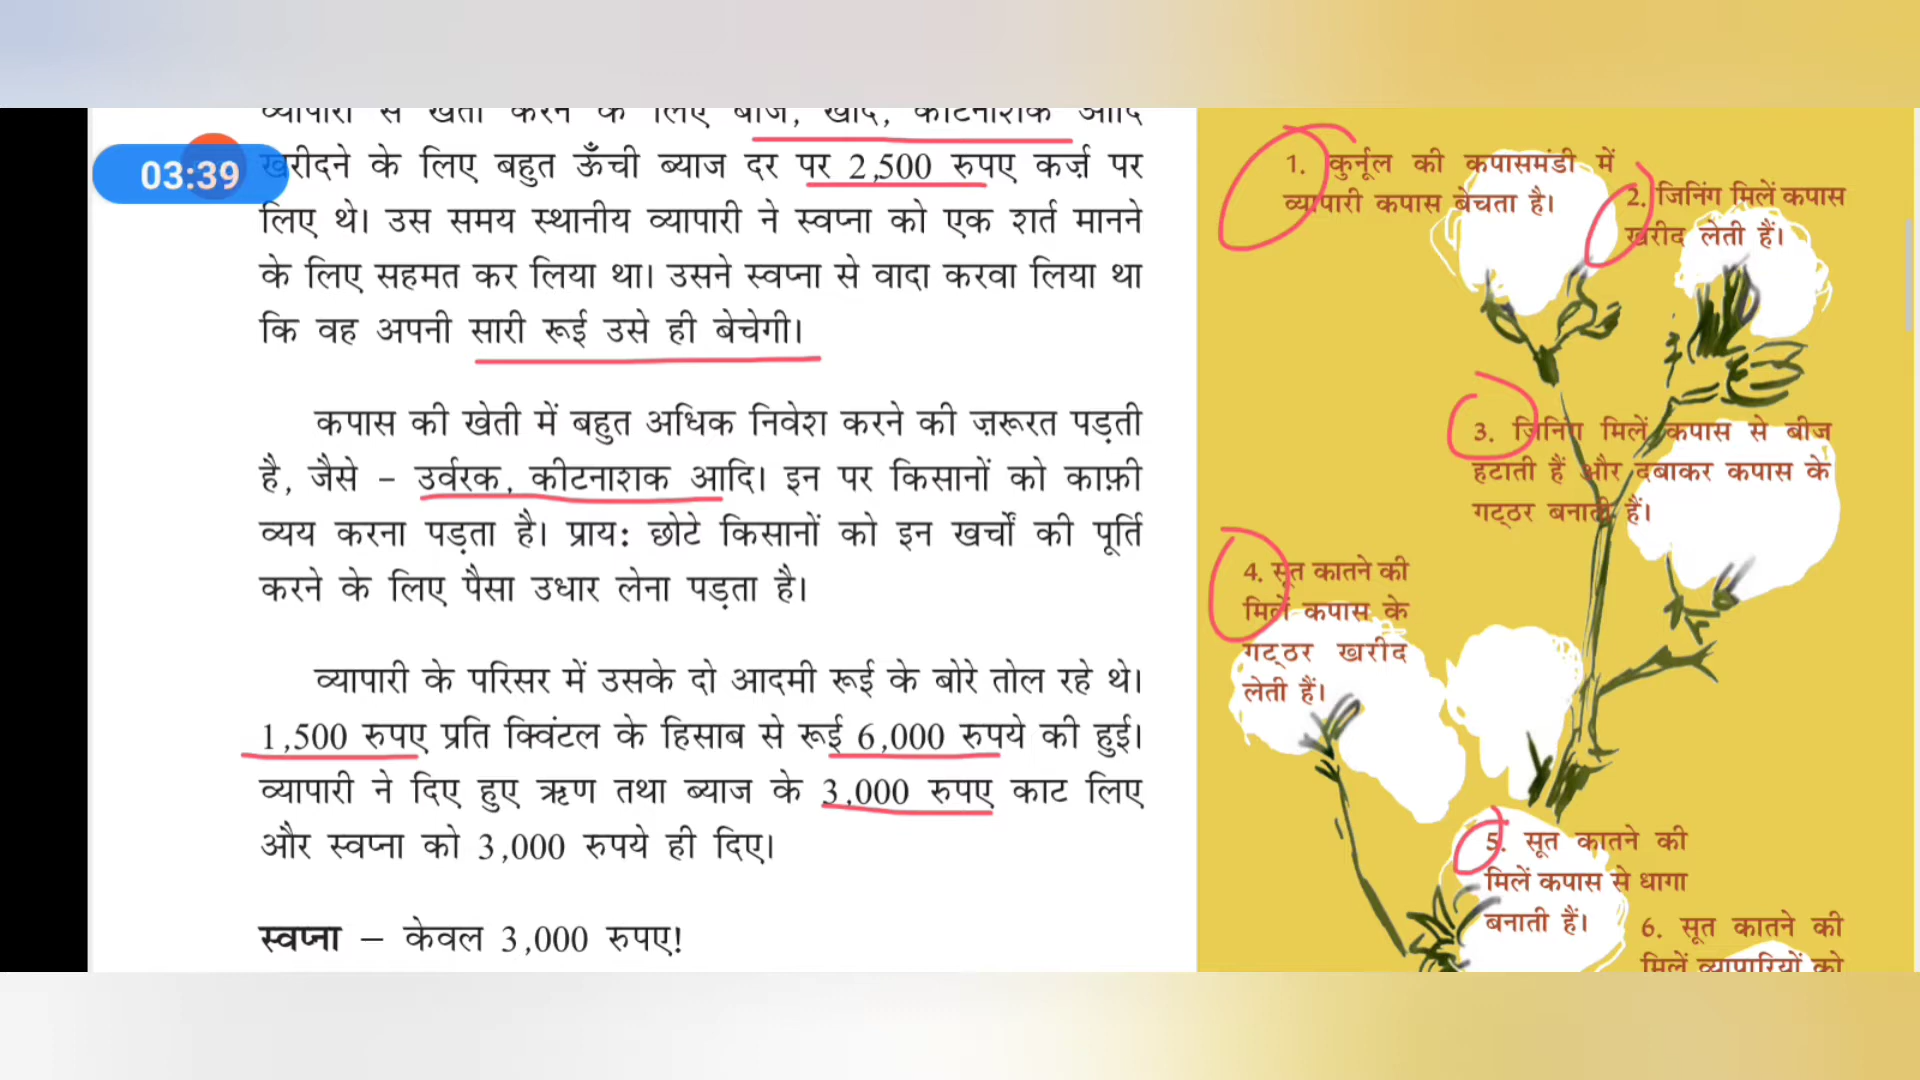 व्यापारी से खेती करने के लिए बीज, खाद, कीटनाशक आदि
03:39
खरीदने के लिए बहुत ऊँची ब्याज दर पर 2,500 रुपए कर्ज़ पर
लिए थे। उस समय स्थानीय व्यापारी ने स्वप्ना को एक शर्त मानने
के लिए सहमत कर लिया था। उसने स्वप्ना से वादा करवा लिया था
कि वह अपनी सारी रूई उसे ही बेचेगी।
कपास की खेती में बहुत अधिक निवेश करने की ज़रूरत पड़ती
है, जैसे – उर्वरक, कीटनाशक आदि। इन पर किसानों को काफ़ी
व्यय करना पड़ता है। प्राय: छोटे किसानों को इन खर्चों की पूर्ति
करने के लिए पैसा उधार लेना पड़ता है।
व्यापारी के परिसर में उसके दो आदमी रूई के बोरे तोल रहे थे।
1,500 रुपए प्रति क्विंटल के हिसाब से रूई 6,000 रुपये की हुई।
व्यापारी ने दिए हुए ऋण तथा ब्याज के 3,000 रुपए काट लिए
और स्वप्ना को 3,000 रुपये ही दिए।
स्वप्ना – केवल 3,000 रुपए!
1. कुर्नूल की कपासमंडी में
व्यापारी कपास बेचता है।
2. जिनिंग मिलें कपास
खरीद लेती हैं।
3. जिनिंग मिलें कपास से बीज
हटाती हैं और दबाकर कपास के
गट्ठर बनाती हैं।
4. सूत कातने की
मिलें कपास के
गट्ठर खरीद
लेती हैं।
5. सूत कातने की
मिलें कपास से धागा
बनाती हैं।
6. सूत कातने की
मिलें व्यापारियों को